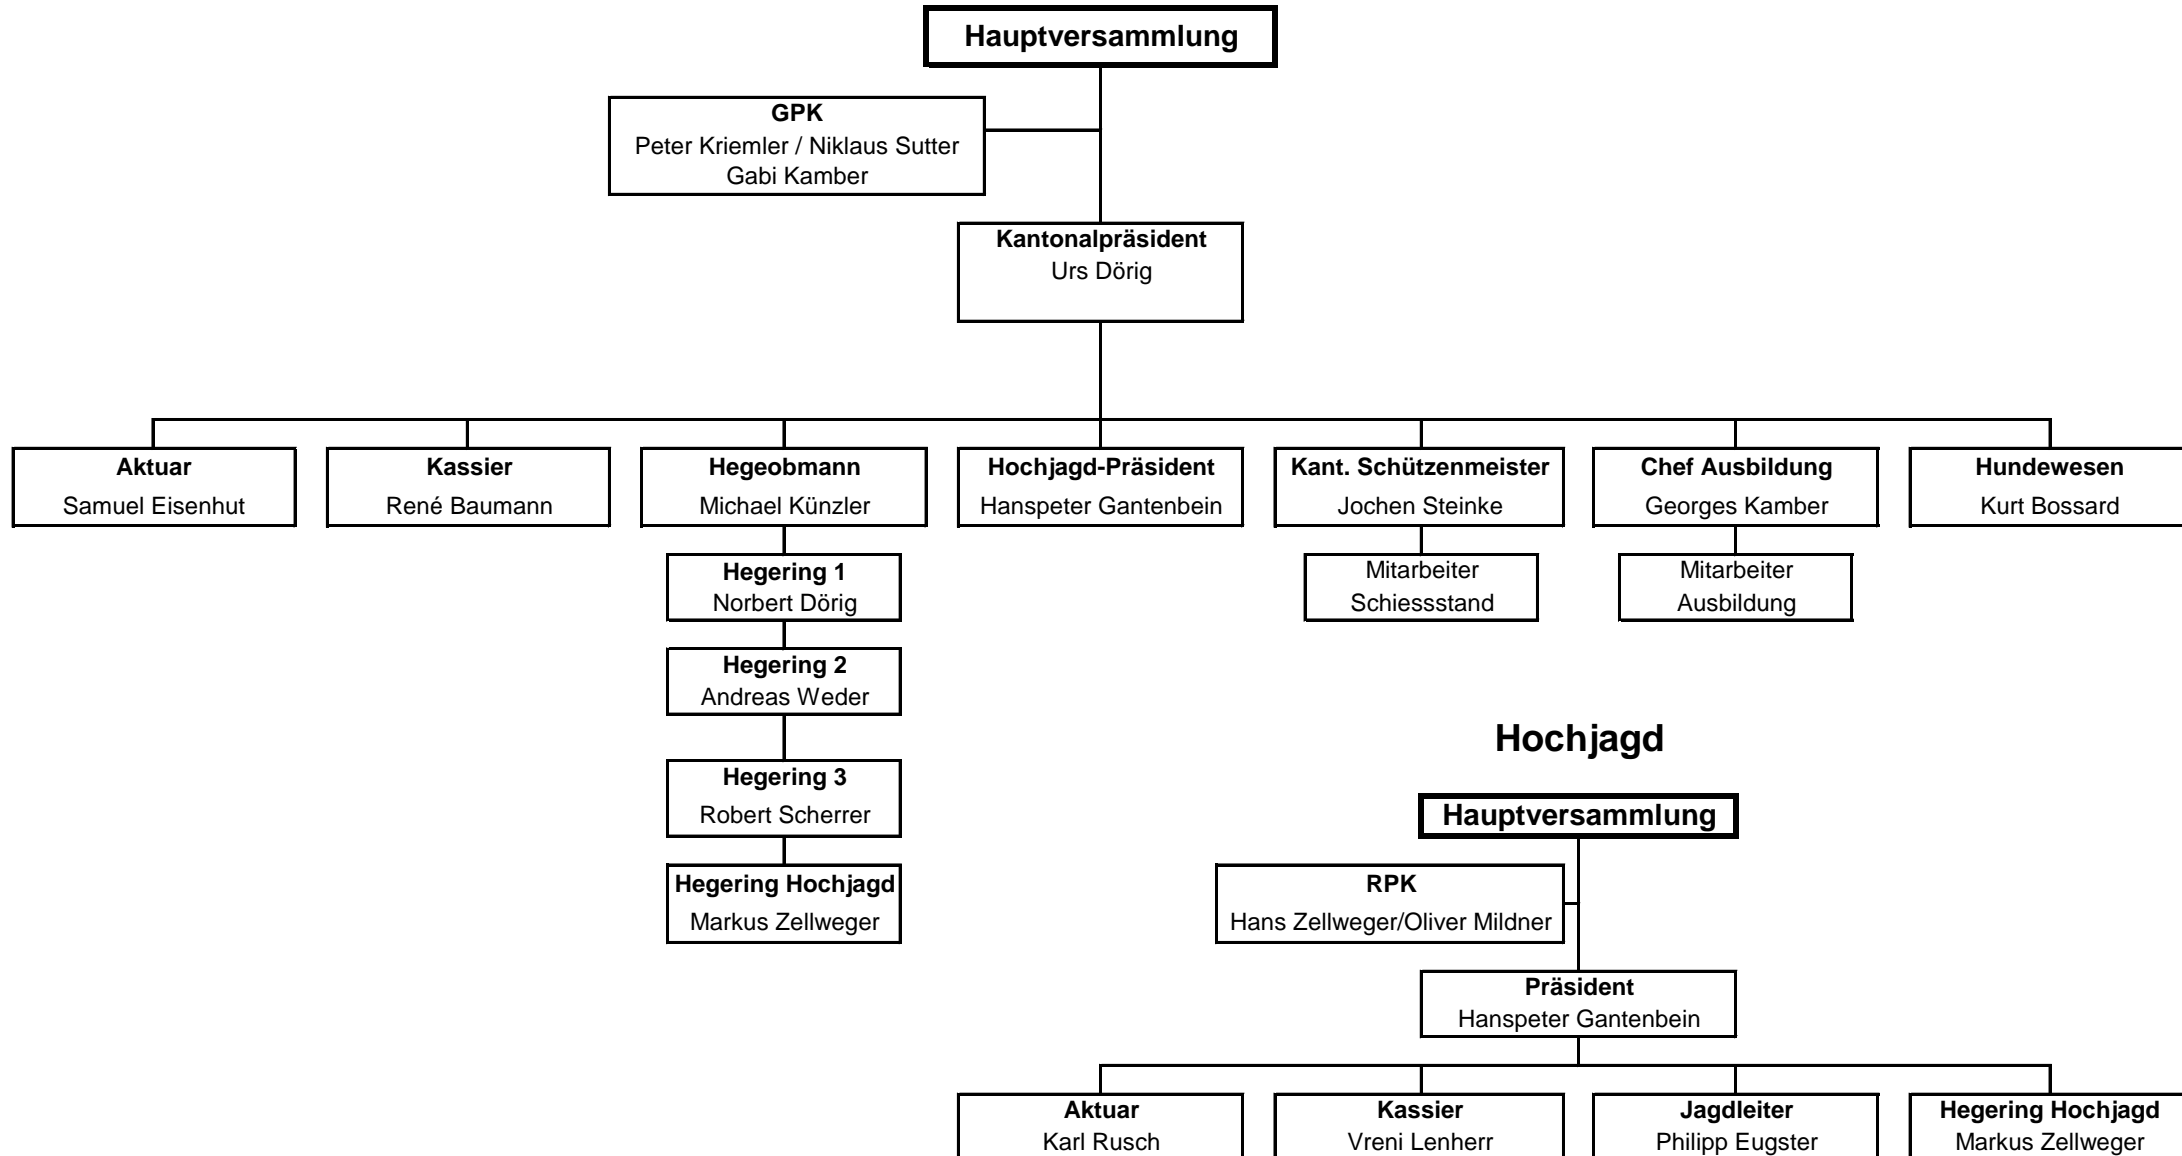 Hauptversammlung
GPK
Peter Kriemler / Niklaus Sutter
Gabi Kamber
Kantonalpräsident
Urs Dörig
Aktuar
Samuel Eisenhut
Kassier
René Baumann
Hegeobmann
Michael Künzler
Hochjagd-Präsident
Hanspeter Gantenbein
Kant. Schützenmeister
Jochen Steinke
Chef Ausbildung
Georges Kamber
Hundewesen
Kurt Bossard
Hegering 1
Norbert Dörig
Mitarbeiter
Schiessstand
Mitarbeiter
Ausbildung
Hegering 2
Andreas Weder
Hegering 3
Robert Scherrer
Hegering Hochjagd
Markus Zellweger
Hochjagd
Hauptversammlung
RPK
Hans Zellweger/Oliver Mildner
Präsident
Hanspeter Gantenbein
Aktuar
Karl Rusch
Kassier
Vreni Lenherr
Jagdleiter
Philipp Eugster
Hegering Hochjagd
Markus Zellweger